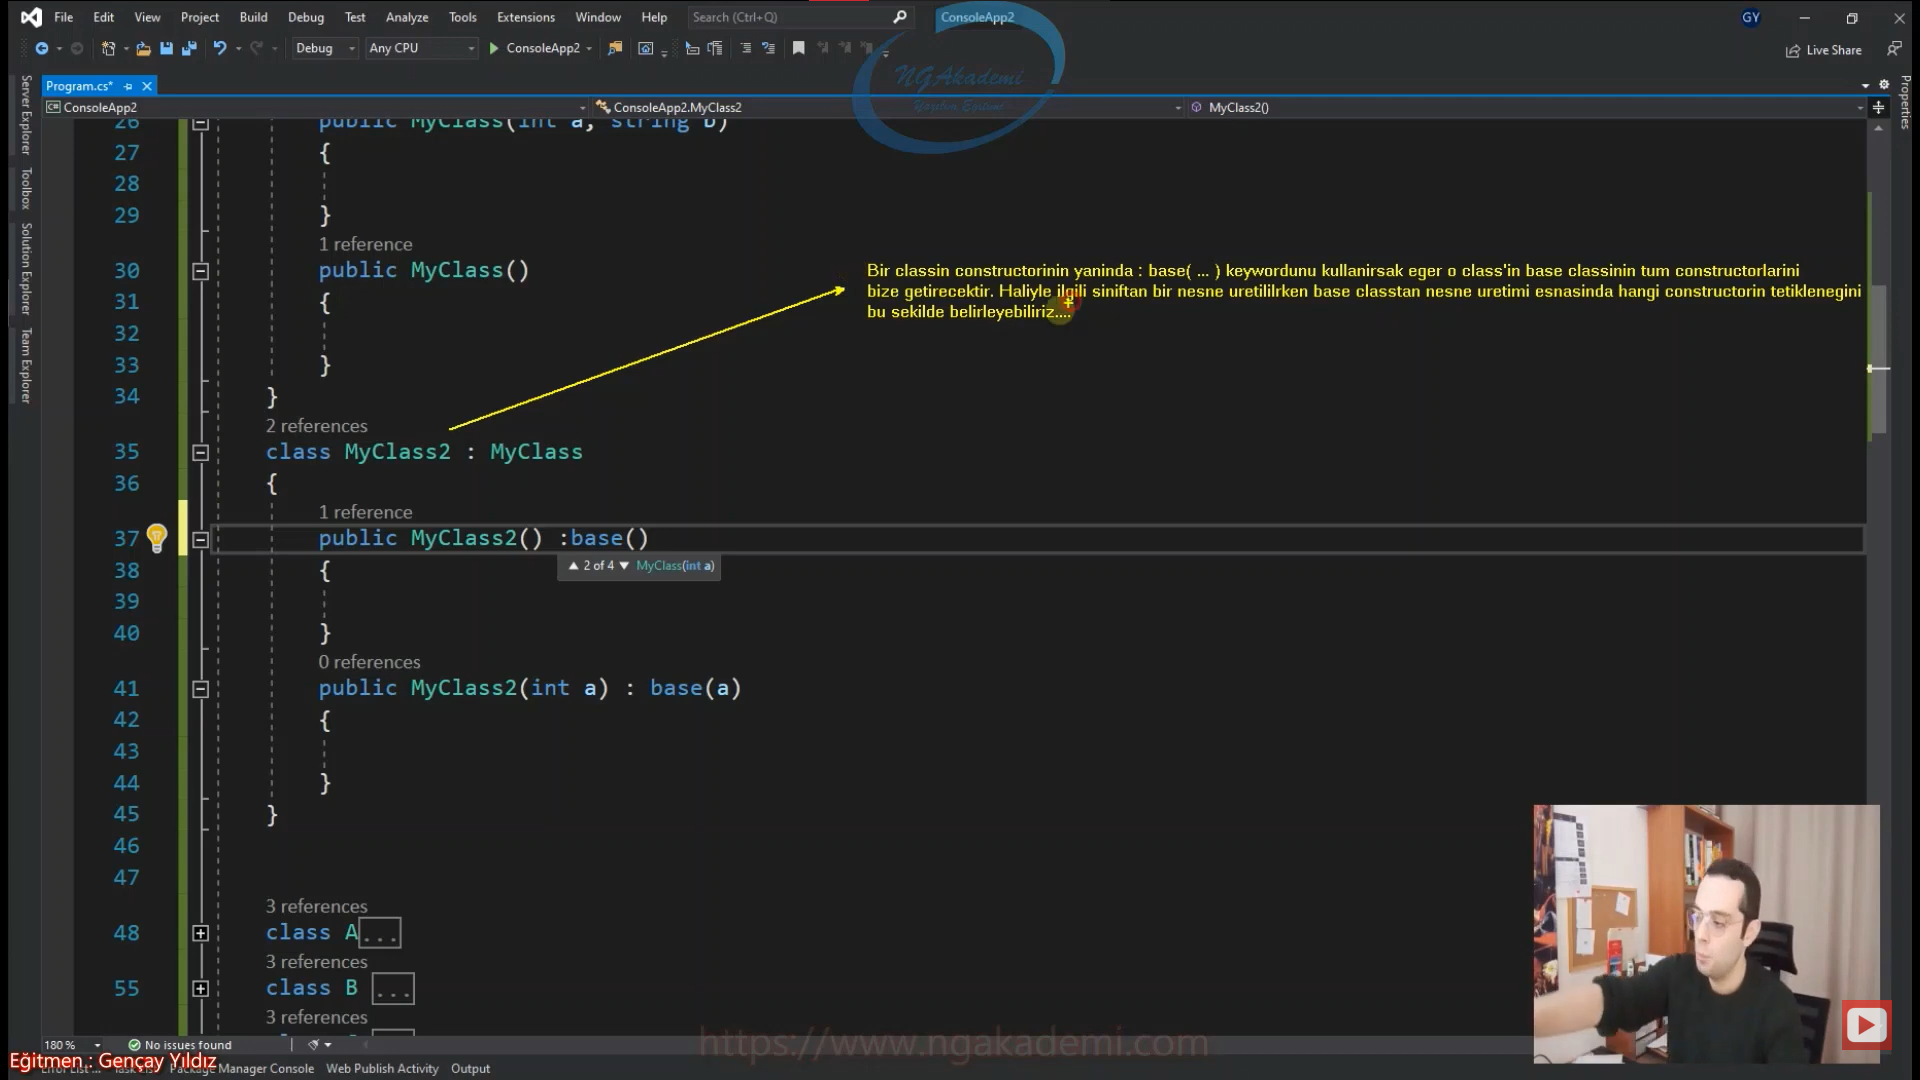 File Edit View Project Build Debug Test Analyze Tools Extensions Window Help Search (Ctrl+Q) ConsoleApp2 GY
Debug Any CPU ConsoleApp2 Live Share
NGAkademi
Yazılım Eğitimi
Program.cs*
ConsoleApp2 ConsoleApp2.MyClass2 MyClass2()
Server Explorer
Toolbox
Solution Explorer
Team Explorer
Properties
26 public MyClass(int a, string b)
27 {
28
29 }
1 reference
30 public MyClass()
31 {
32
33 }
34 }
Bir classin constructorinin yaninda : base( ... ) keywordunu kullanirsak eger o class'in base classinin tum constructorlarini
bize getirecektir. Haliyle ilgili siniftan bir nesne uretililrken base classtan nesne uretimi esnasinda hangi constructorin tetiklenegini
bu sekilde belirleyebiliriz....
2 references
35 class MyClass2 : MyClass
36 {
1 reference
37 public MyClass2() :base()
2 of 4 MyClass(int a)
38 {
39
40 }
0 references
41 public MyClass2(int a) : base(a)
42 {
43
44 }
45 }
46
47
3 references
48 class A...
3 references
55 class B ...
3 references
https://www.ngakademi.com
180 % No issues found
Eğitmen : Gençay Yıldız
Error List ... Package Manager Console Web Publish Activity Output